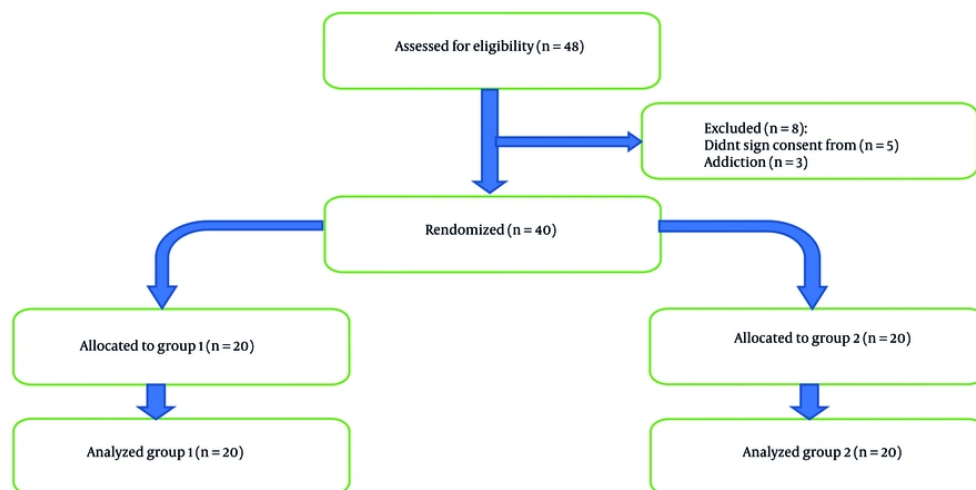 Assessed for eligibility (n = 48)
Excluded (n = 8):
Didnt sign consent from (n = 5)
Addiction (n = 3)
Rendomized (n = 40)
Allocated to group 1 (n = 20)
Allocated to group 2 (n = 20)
Analyzed group 1 (n = 20)
Analyzed group 2 (n = 20)